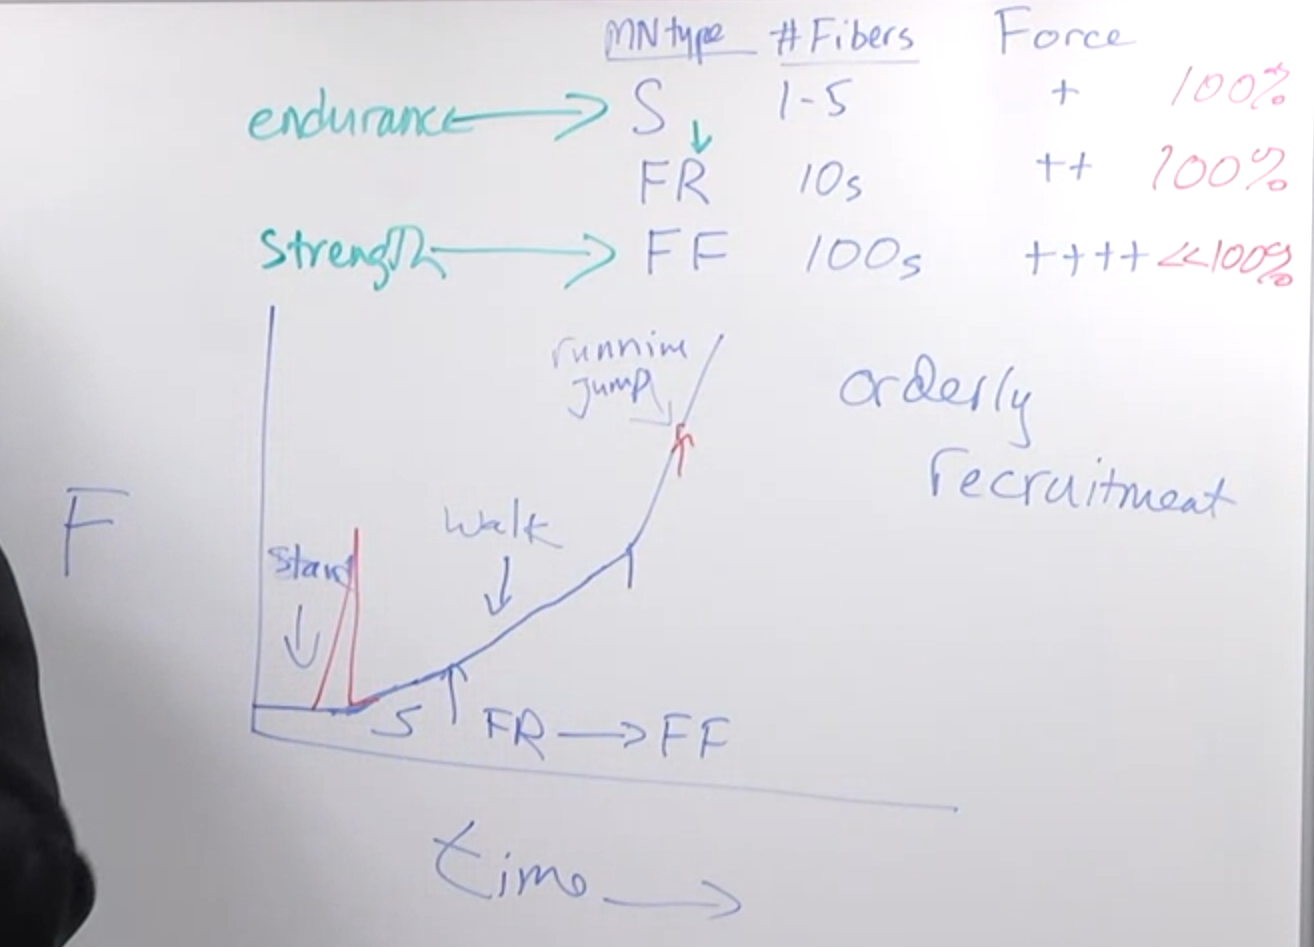 MN type # Fibers Force
endurance → S 1-5 + 100%
↓
FR 10s ++ 100%
Strength → FF 100s ++++ <<100%
running
jump
orderly
recruitment
F
Walk
Stand
S FR → FF
time →